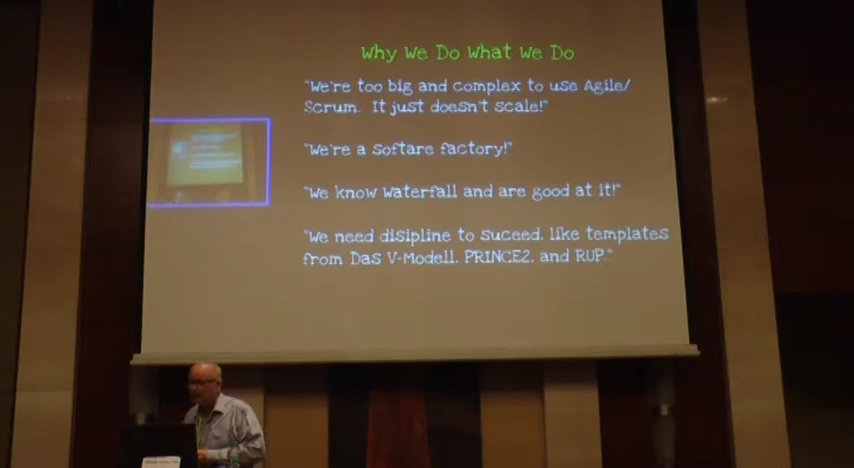 Why We Do What We Do
"We're too big and complex to use Agile/
Scrum. It just doesn't scale!"
"We're a softare factory!"
"We know waterfall and are good at it!"
"We need disipline to suceed, like templates
from Das V-Modell, PRINCE2, and RUP."